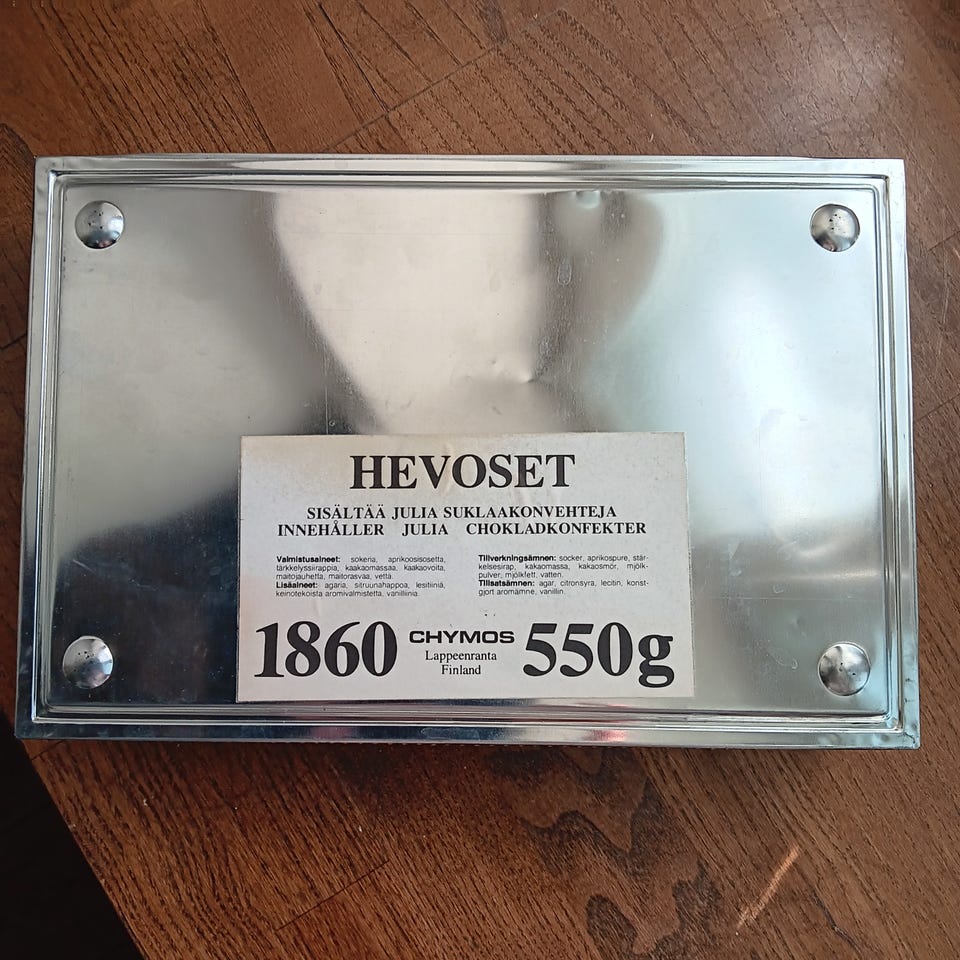 HEVOSET
SISÄLTÄÄ JULIA SUKLAAKONVEHTEJA
INNEHÅLLER JULIA CHOKLADKONFEKTER
Valmistusaineet: sokeria, aprikoosisosetta,
tärkkelyssiirappia, kaakaomassaa, kaakaovoita,
maitojauhetta, maitorasvaa, vettä.
Lisäaineet: agaria, sitruunahappoa, lesitiiniä,
keinotekoista aromivalmistetta, vanilliinia.
Tillverkningsämnen: socker, aprikospure, stär-
kelsesirap, kakaomassa, kakaosmör, mjölk-
pulver, mjölkfett, vatten.
Tillsatsämnen: agar, citronsyra, lecitin, konst-
gjort aromämne, vanillin.
1860 CHYMOS 550g
Lappeenranta
Finland